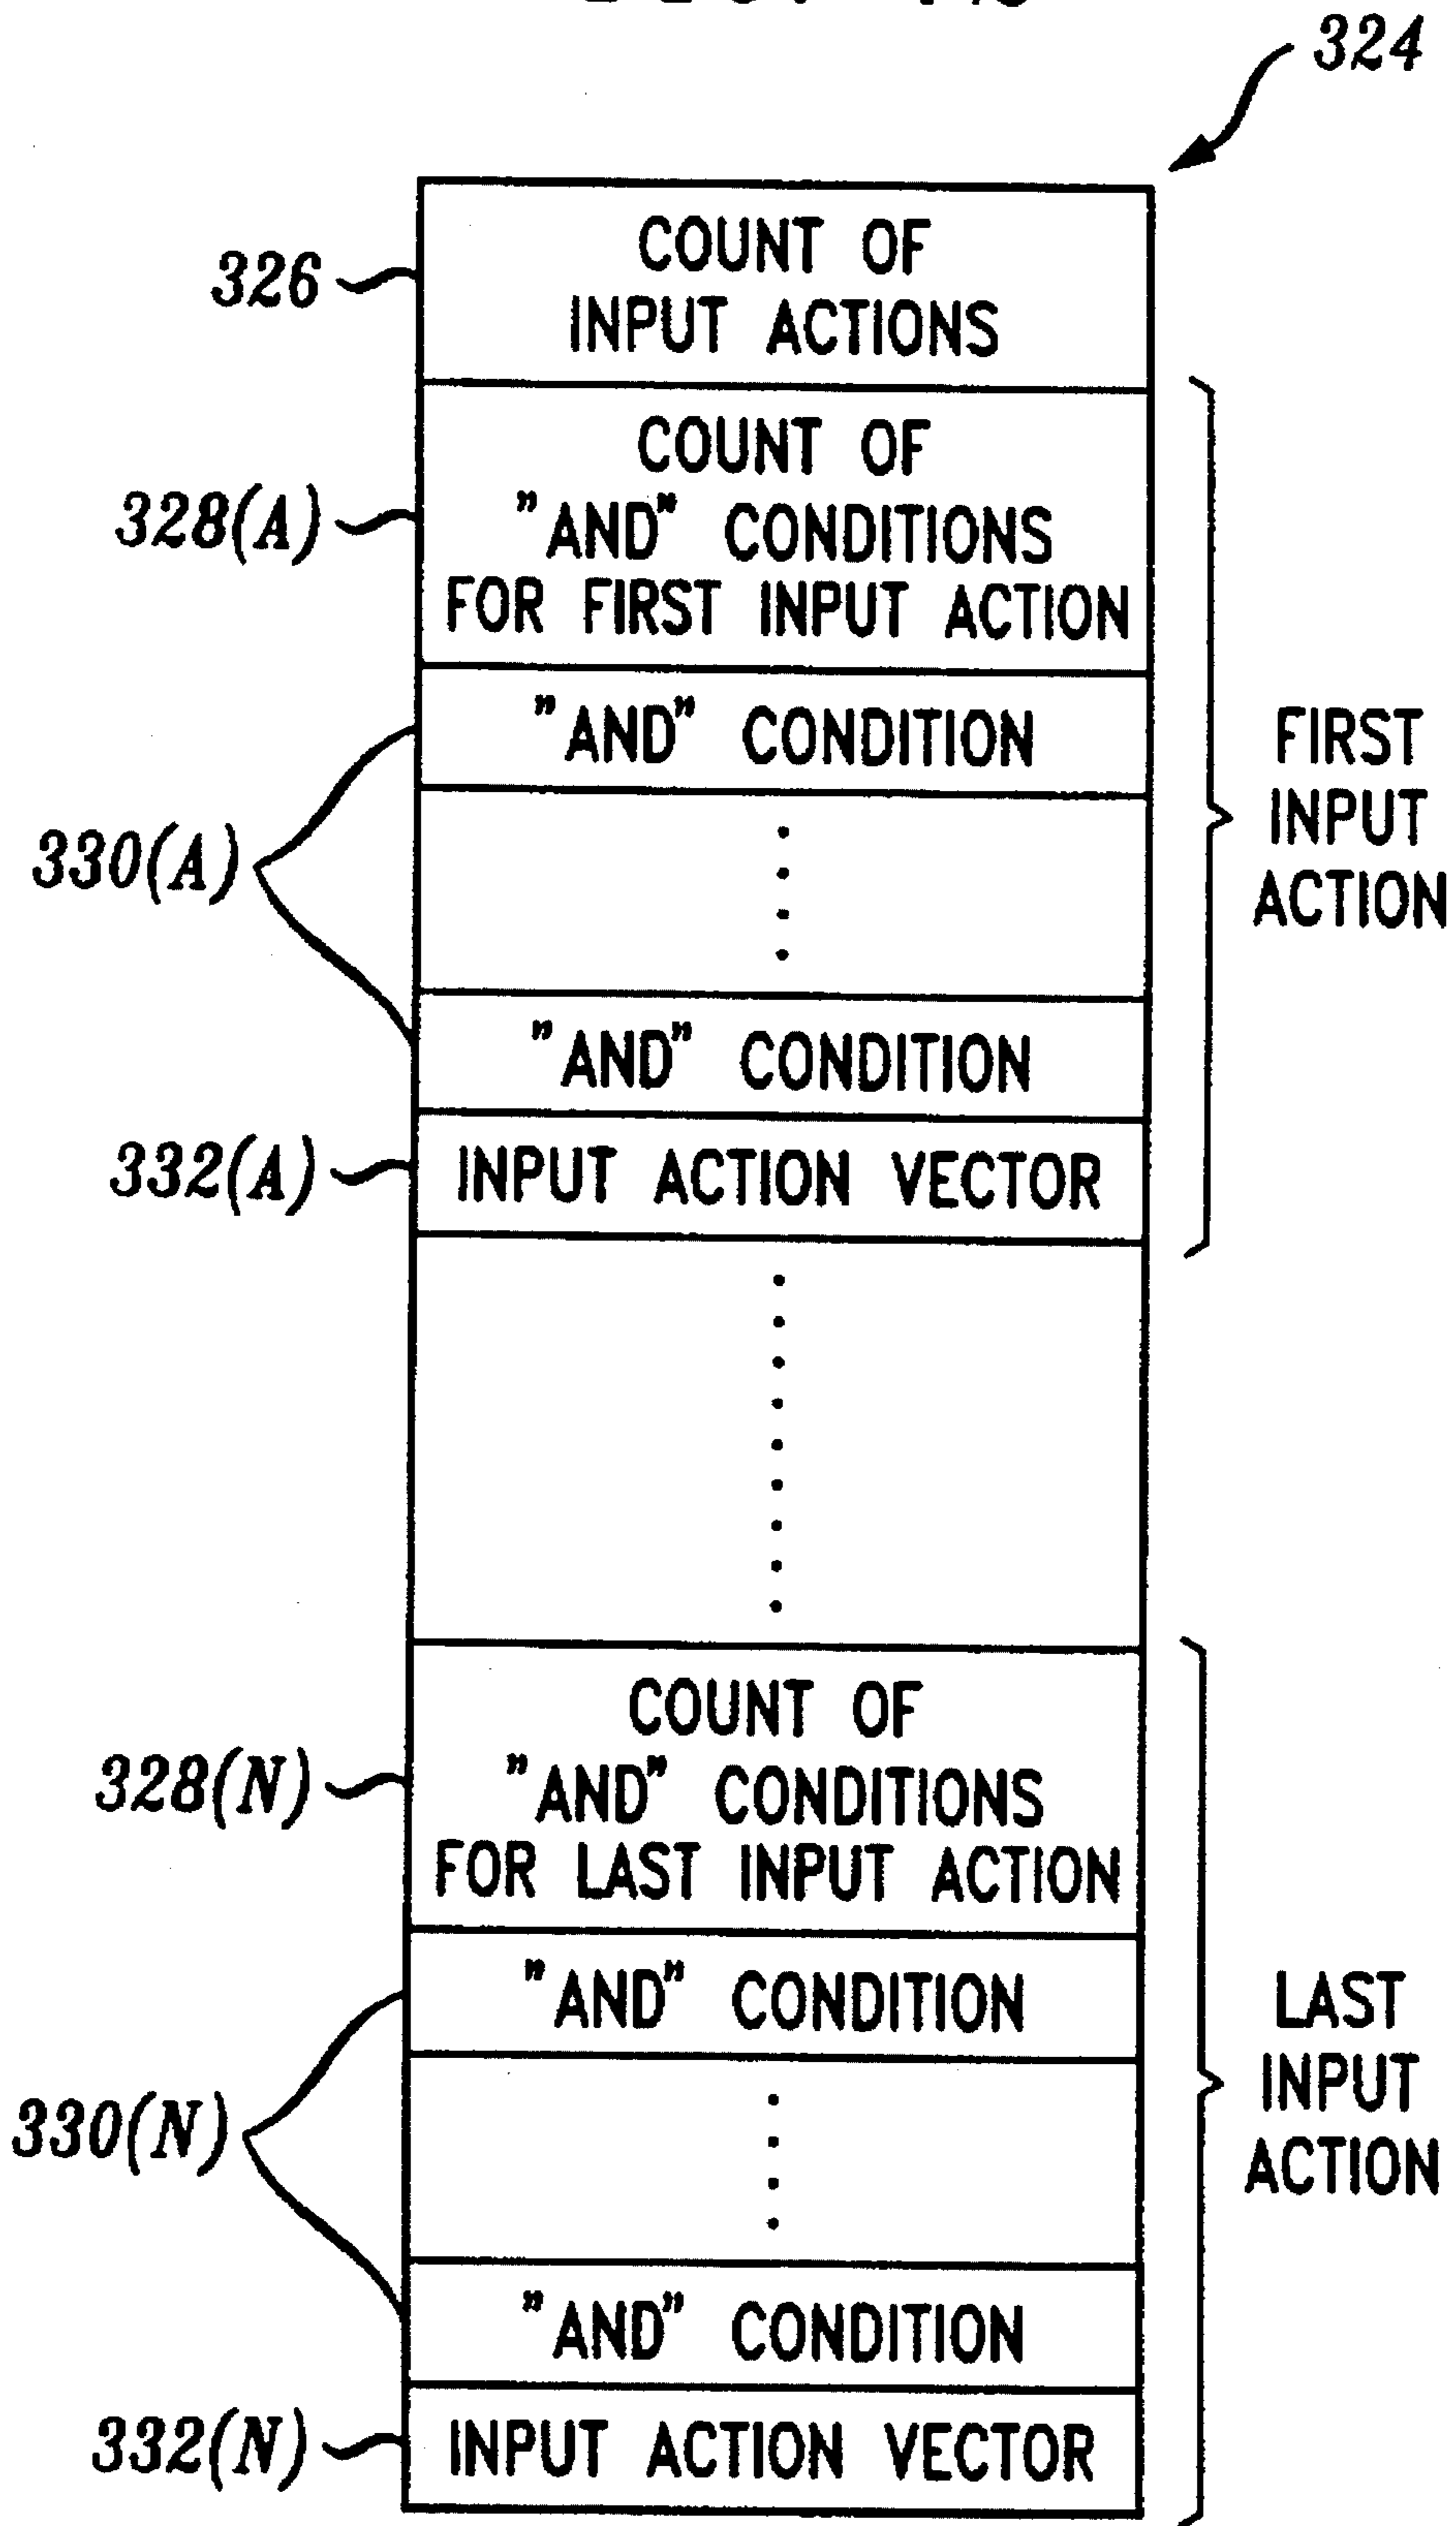 324
326
COUNT OF
INPUT ACTIONS
328(A)
COUNT OF
"AND" CONDITIONS
FOR FIRST INPUT ACTION
"AND" CONDITION
330(A)
FIRST
INPUT
ACTION
"AND" CONDITION
332(A)
INPUT ACTION VECTOR
328(N)
COUNT OF
"AND" CONDITIONS
FOR LAST INPUT ACTION
"AND" CONDITION
330(N)
LAST
INPUT
ACTION
"AND" CONDITION
332(N)
INPUT ACTION VECTOR